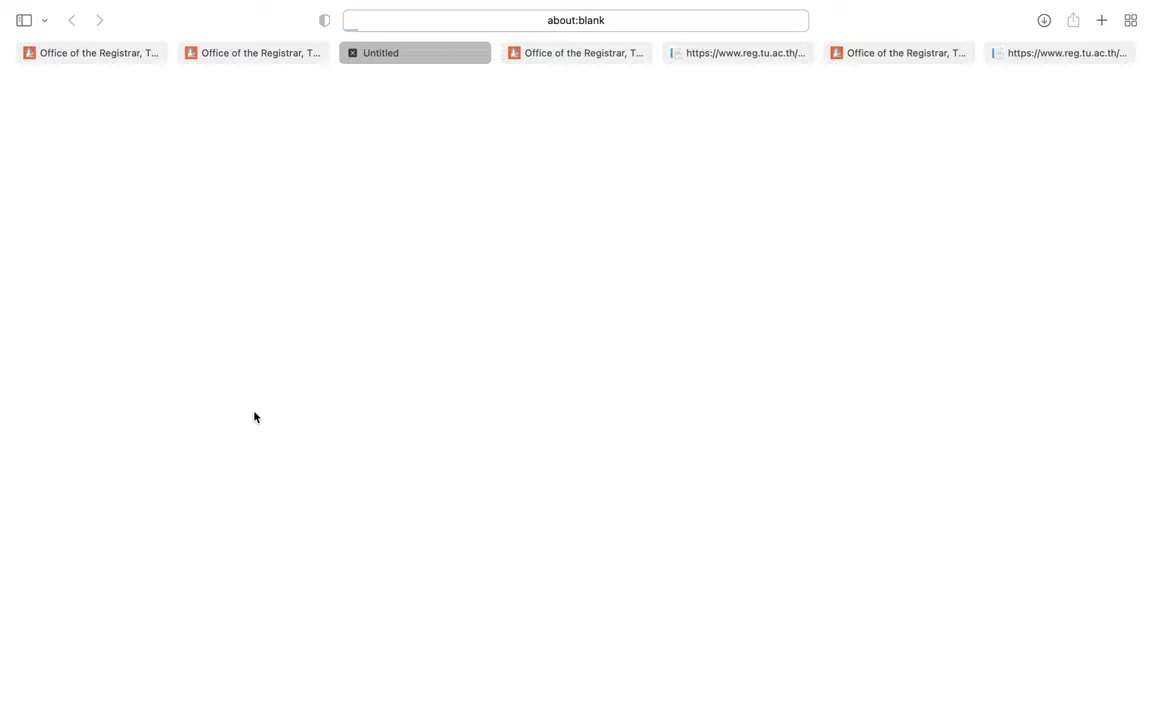 about:blank
Office of the Registrar, T...
Office of the Registrar, T...
Untitled
Office of the Registrar, T...
https://www.reg.tu.ac.th/...
Office of the Registrar, T...
https://www.reg.tu.ac.th/...